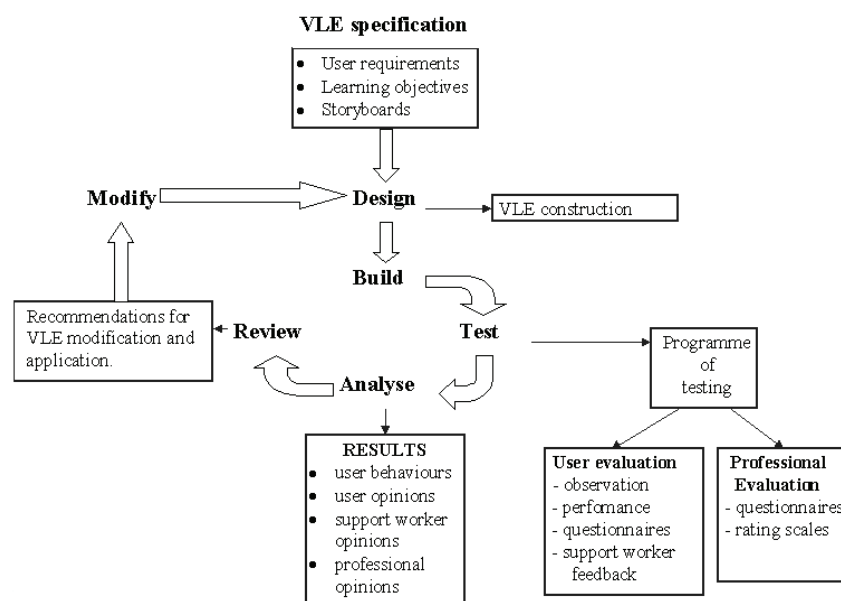 VLE specification
• User requirements
• Learning objectives
• Storyboards
Modify
Design
VLE construction
Build
Recommendations for
VLE modification and
application.
Review
Test
Programme
of
testing
Analyse
RESULTS
• user behaviours
• user opinions
• support worker
opinions
• professional
opinions
User evaluation
- observation
- perfomance
- questionnaires
- support worker
feedback
Professional
Evaluation
- questionnaires
- rating scales